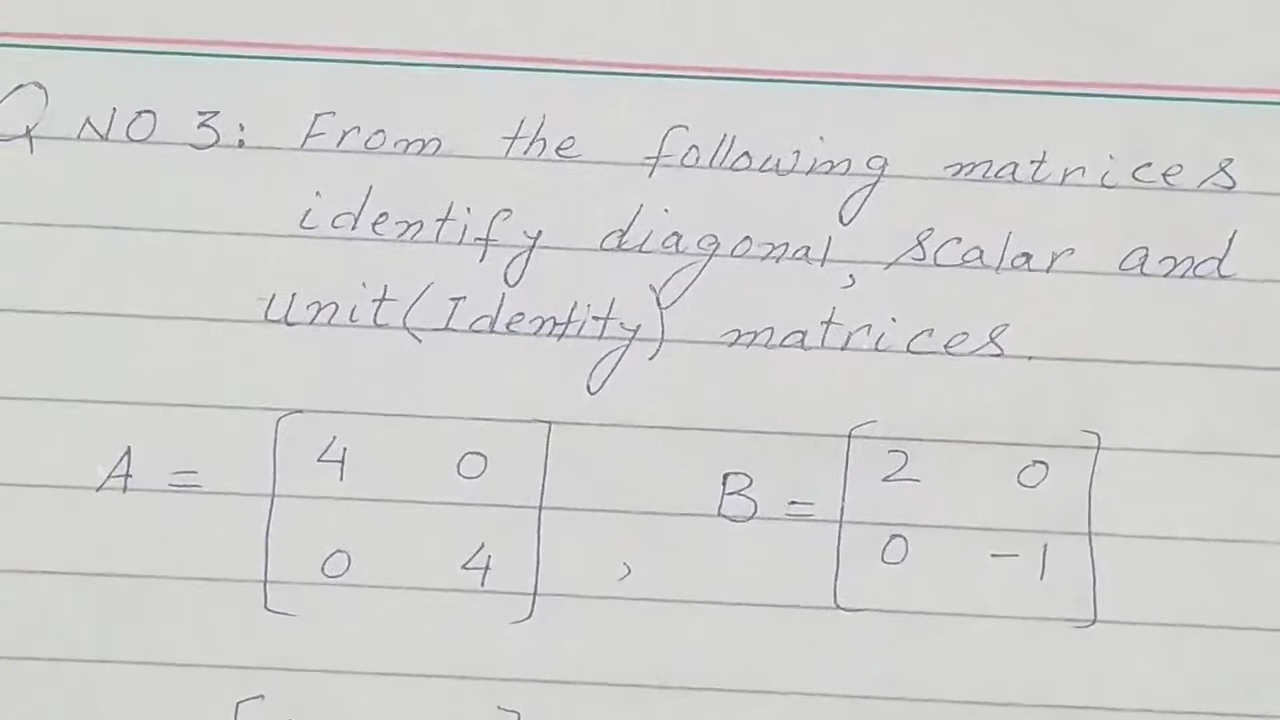 Q NO 3: From the following matrices
identify diagonal, scalar and
unit(Identity) matrices.
A = [4 0
0 4] , B = [2 0
0 -1]